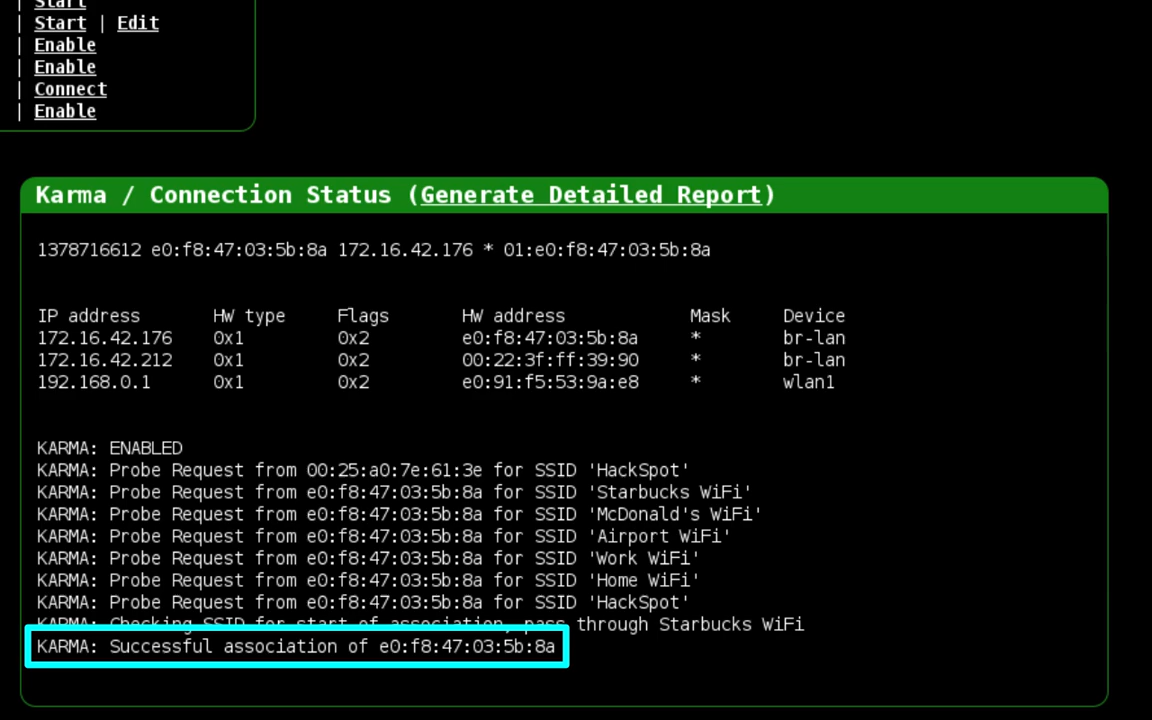 | Start
| Start | Edit
| Enable
| Enable
| Connect
| Enable
Karma / Connection Status (Generate Detailed Report)
1378716612 e0:f8:47:03:5b:8a 172.16.42.176 * 01:e0:f8:47:03:5b:8a
IP address HW type Flags HW address Mask Device
172.16.42.176 0x1 0x2 e0:f8:47:03:5b:8a * br-lan
172.16.42.212 0x1 0x2 00:22:3f:ff:39:90 * br-lan
192.168.0.1 0x1 0x2 e0:91:f5:53:9a:e8 * wlan1
KARMA: ENABLED
KARMA: Probe Request from 00:25:a0:7e:61:3e for SSID 'HackSpot'
KARMA: Probe Request from e0:f8:47:03:5b:8a for SSID 'Starbucks WiFi'
KARMA: Probe Request from e0:f8:47:03:5b:8a for SSID 'McDonald's WiFi'
KARMA: Probe Request from e0:f8:47:03:5b:8a for SSID 'Airport WiFi'
KARMA: Probe Request from e0:f8:47:03:5b:8a for SSID 'Work WiFi'
KARMA: Probe Request from e0:f8:47:03:5b:8a for SSID 'Home WiFi'
KARMA: Probe Request from e0:f8:47:03:5b:8a for SSID 'HackSpot'
KARMA: Checking SSID for start of association, pass through Starbucks WiFi
KARMA: Successful association of e0:f8:47:03:5b:8a